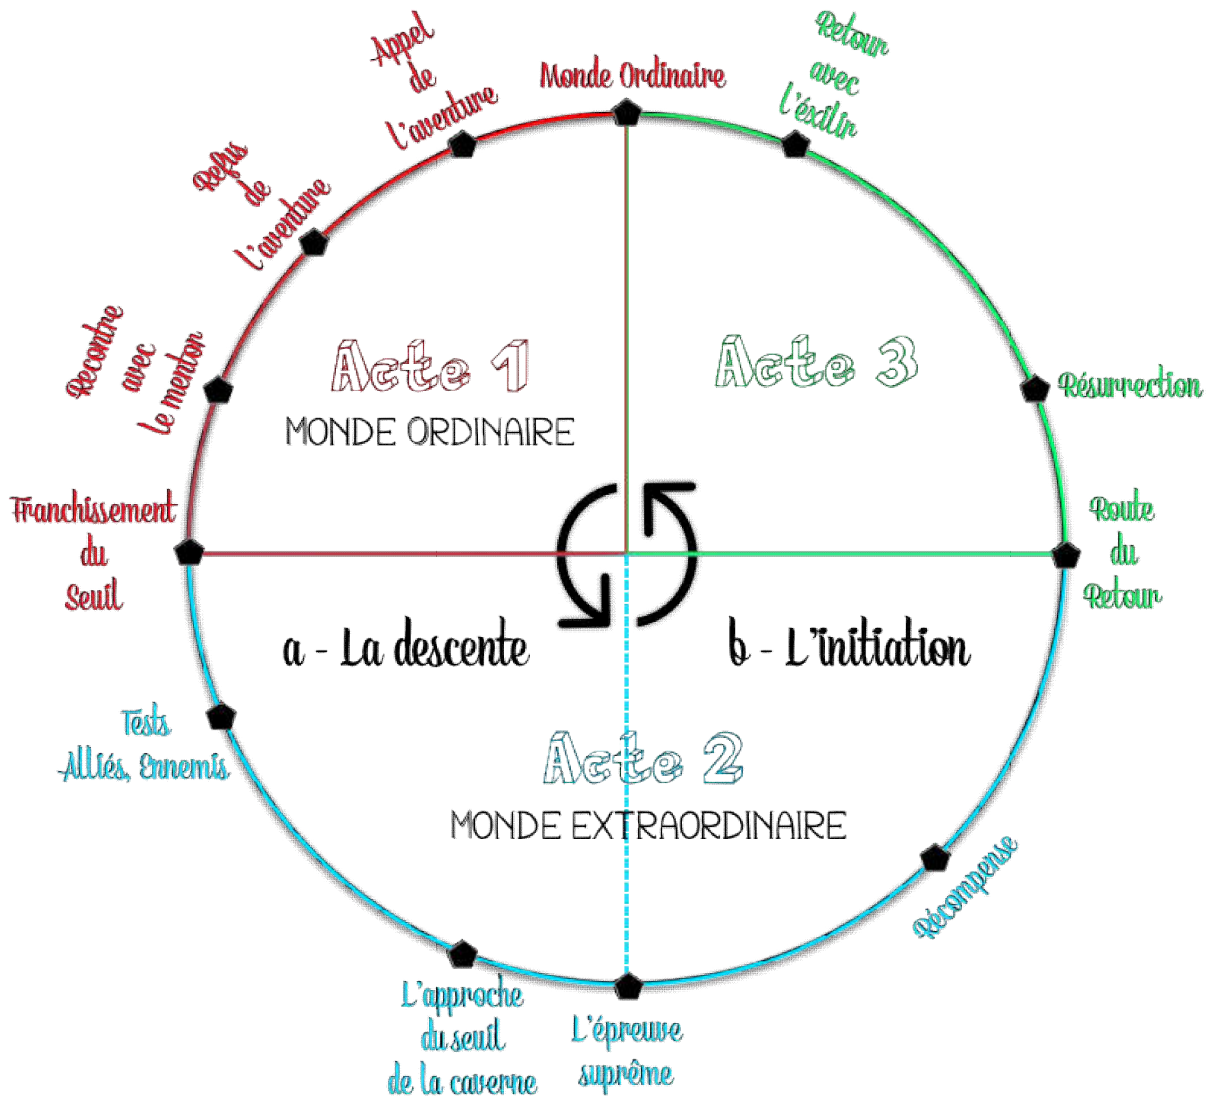 Monde Ordinaire
Appel
de
l'aventure
Refus
de
l'aventure
Recontre
avec
le mentor
Franchissement
du
Seuil
Tests
Alliés, Ennemis
L'approche
du seuil
de la caverne
L'épreuve
suprême
Récompense
Route
du
Retour
Résurrection
Retour
avec
l'éxilir
Acte 1
MONDE ORDINAIRE
Acte 3
a - La descente
b - L'initiation
Acte 2
MONDE EXTRAORDINAIRE